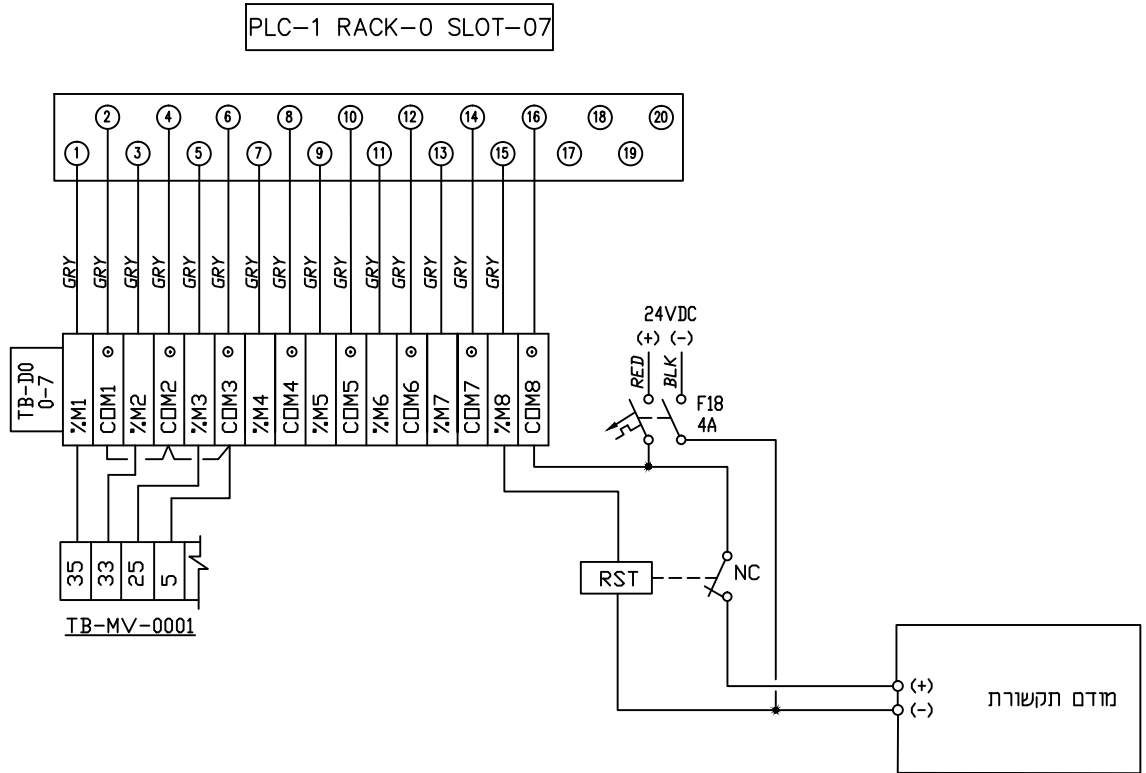 PLC-1 RACK-0 SLOT-07
2 4 6 8 10 12 14 16 18 20
1 3 5 7 9 11 13 15 17 19
GRY GRY GRY GRY GRY GRY GRY GRY GRY GRY GRY GRY GRY GRY GRY
24VDC
(+) (-)
RED BLK
F18
4A
TB-DO
0-7
%M1 COM1 %M2 COM2 %M3 COM3 %M4 COM4 %M5 COM5 %M6 COM6 %M7 COM7 %M8 COM8
35 33 25 5
TB-MV-0001
RST
NC
(+)
(-)
מודם תקשורת